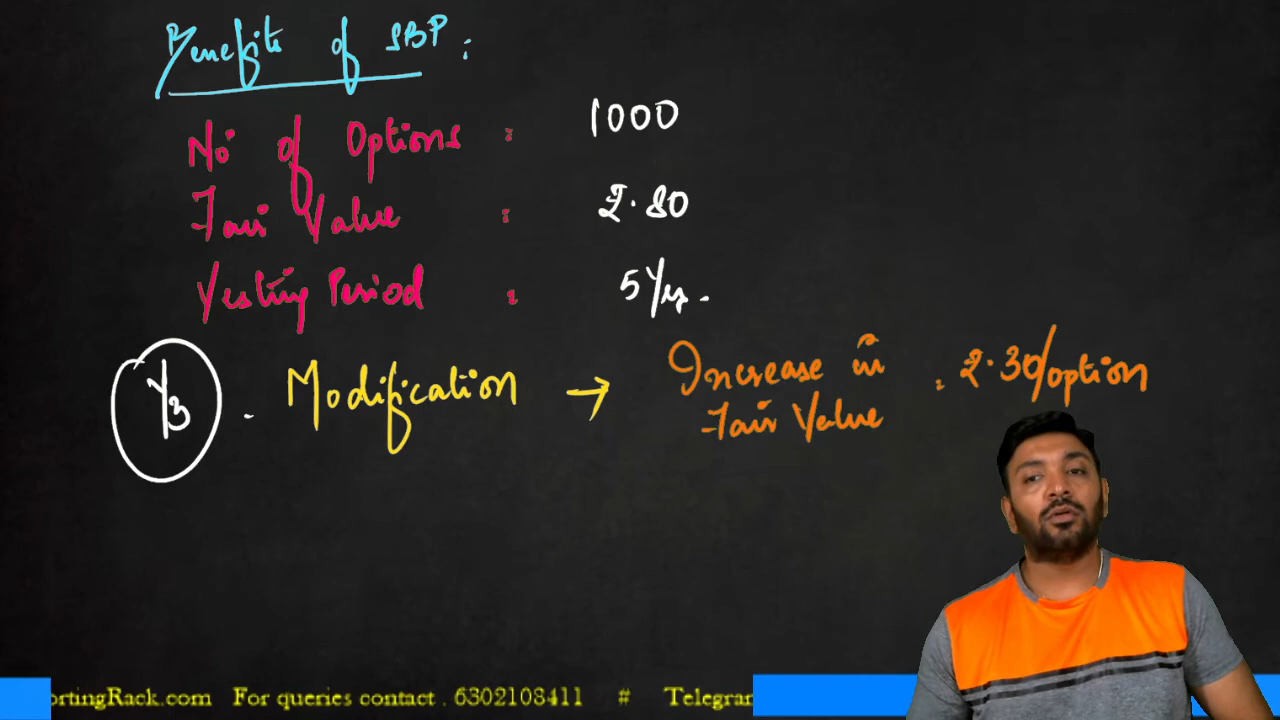 Benefits of SBP :
No of Options : 1000
Fair Value : ₹.80
Vesting Period : 5 Yrs.
Y3 . Modification → Increase in Fair Value : ₹.30/option
ortingRack.com For queries contact . 6302108411 # Telegram